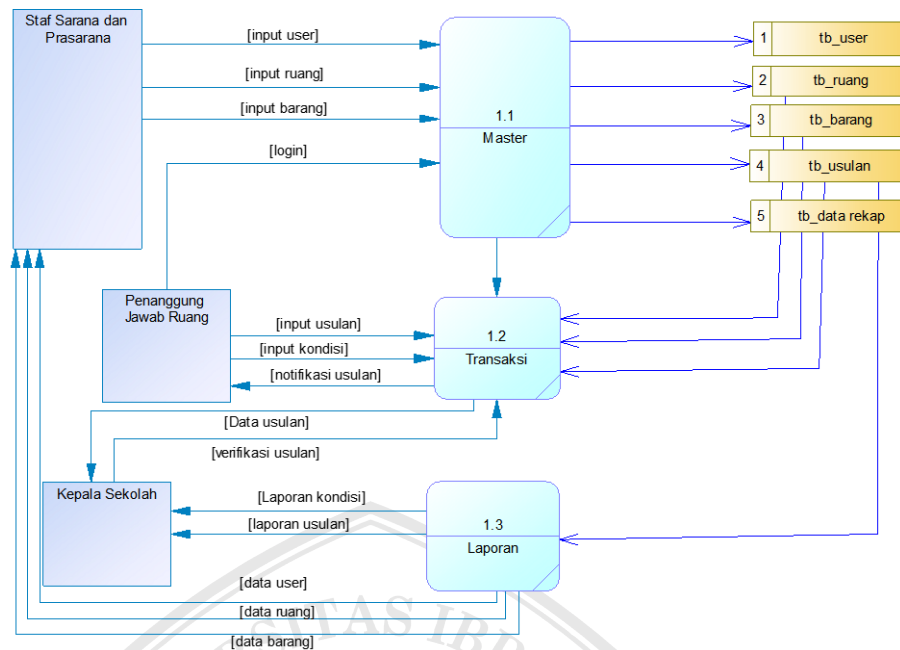 Staf Sarana dan
Prasarana
[input user]
[input ruang]
[input barang]
[login]
1.1
Master
1 tb_user
2 tb_ruang
3 tb_barang
4 tb_usulan
5 tb_data rekap
Penanggung
Jawab Ruang
[input usulan]
[input kondisi]
[notifikasi usulan]
1.2
Transaksi
[Data usulan]
[verifikasi usulan]
Kepala Sekolah
[Laporan kondisi]
[laporan usulan]
1.3
Laporan
[data user]
[data ruang]
[data barang]